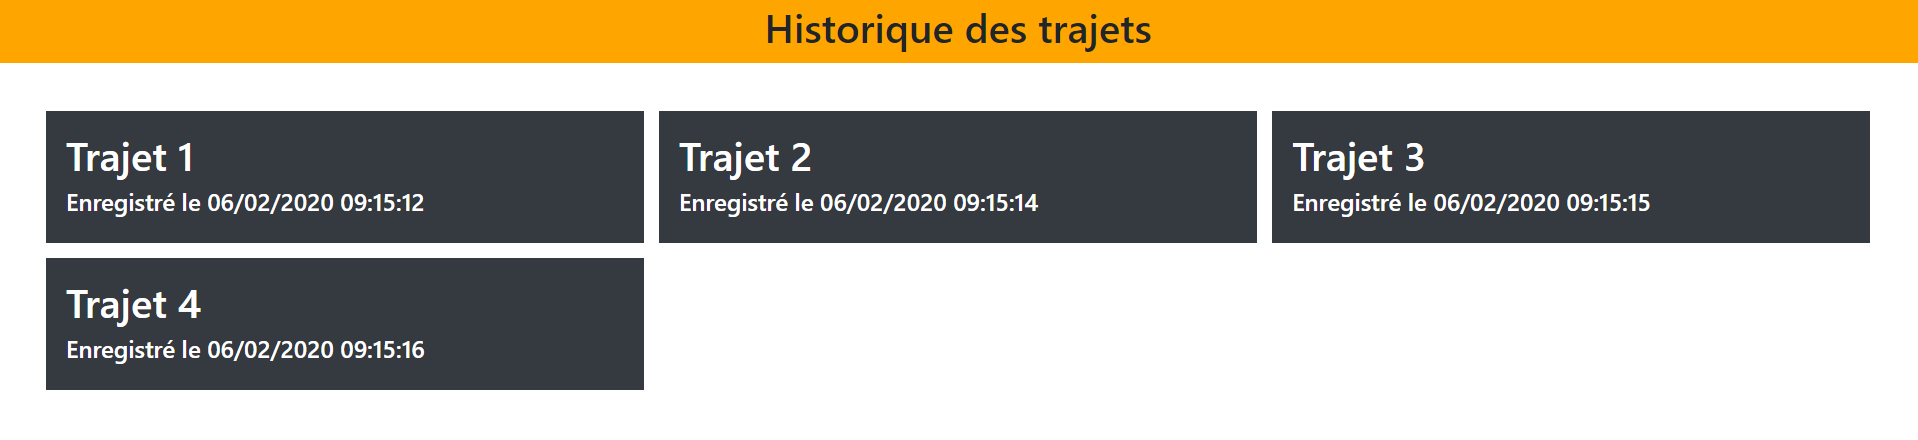 Historique des trajets
Trajet 1
Enregistré le 06/02/2020 09:15:12
Trajet 2
Enregistré le 06/02/2020 09:15:14
Trajet 3
Enregistré le 06/02/2020 09:15:15
Trajet 4
Enregistré le 06/02/2020 09:15:16